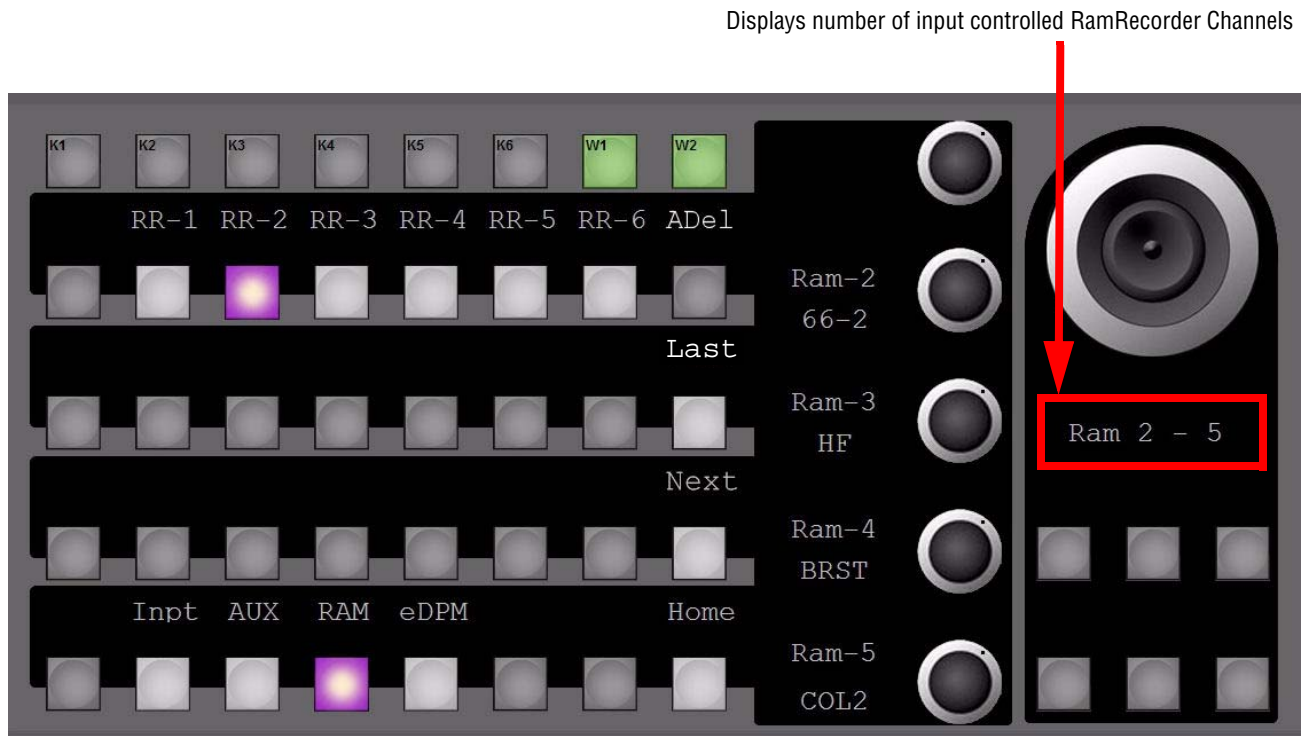 Displays number of input controlled RamRecorder Channels
K1 K2 K3 K4 K5 K6 W1 W2
RR-1 RR-2 RR-3 RR-4 RR-5 RR-6 ADel
Ram-2
66-2
Last
Ram-3
HF
Ram 2 - 5
Next
Ram-4
BRST
Inpt AUX RAM eDPM Home
Ram-5
COL2